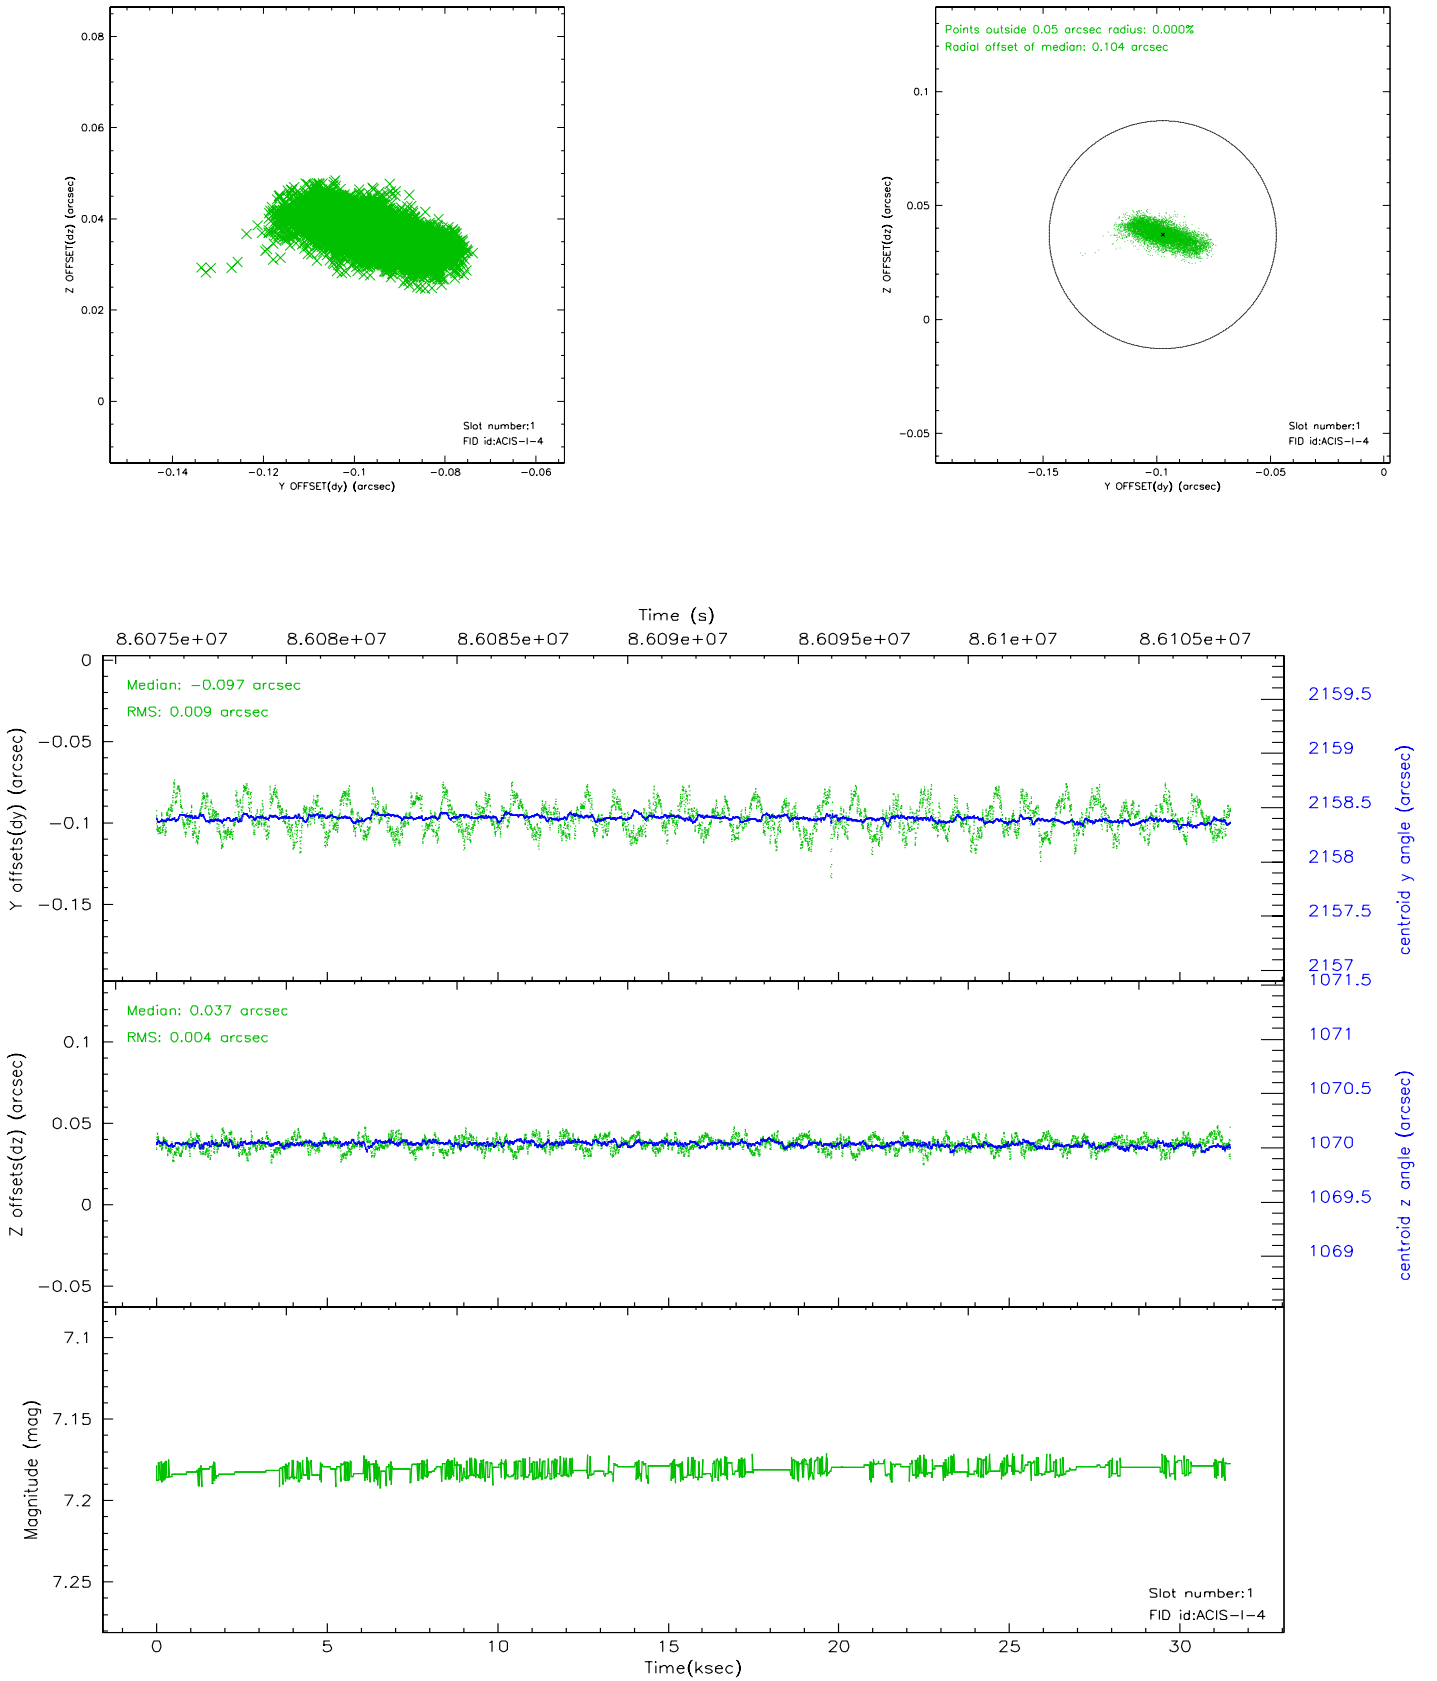 0.08
0.06
0.04
0.02
0
Z OFFSET(dz) (arcsec)
−0.14 −0.12 −0.1 −0.08 −0.06
Y OFFSET(dy) (arcsec)
Slot number:1
FID id:ACIS−I−4
Points outside 0.05 arcsec radius: 0.000%
Radial offset of median: 0.104 arcsec
0.1
0.05
0
−0.05
Z OFFSET(dz) (arcsec)
−0.15 −0.1 −0.05 0
Y OFFSET(dy) (arcsec)
Slot number:1
FID id:ACIS−I−4
Time (s)
8.6075e+07 8.608e+07 8.6085e+07 8.609e+07 8.6095e+07 8.61e+07 8.6105e+07
Median: −0.097 arcsec
RMS: 0.009 arcsec
0
−0.05
−0.1
−0.15
Y offsets(dy) (arcsec)
2159.5
2159
2158.5
2158
2157.5
2157
centroid y angle (arcsec)
Median: 0.037 arcsec
RMS: 0.004 arcsec
0.1
0.05
0
−0.05
Z offsets(dz) (arcsec)
1071.5
1071
1070.5
1070
1069.5
1069
centroid z angle (arcsec)
7.1
7.15
7.2
7.25
Magnitude (mag)
Slot number:1
FID id:ACIS−I−4
0 5 10 15 20 25 30
Time(ksec)